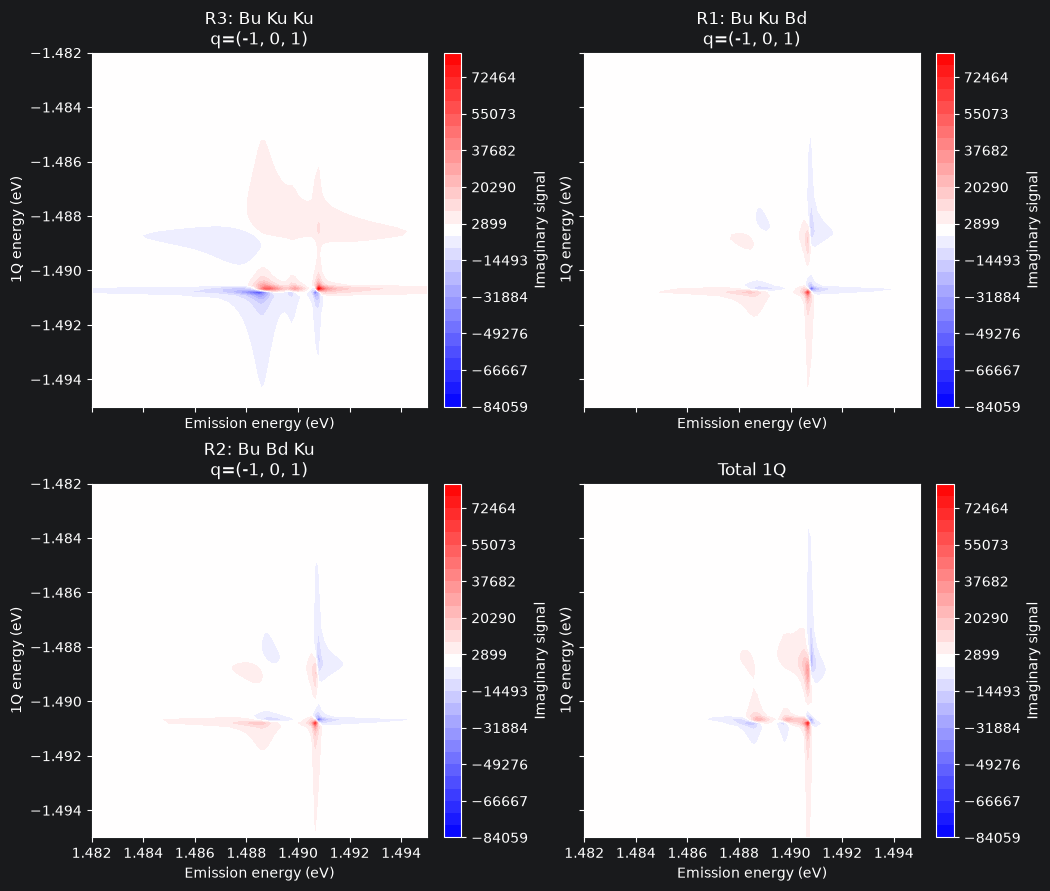 R3: Bu Ku Ku
q=(-1, 0, 1)
−1.482
−1.484
−1.486
−1.488
−1.490
−1.492
−1.494
1Q energy (eV)
Emission energy (eV)
72464
55073
37682
20290
2899
−14493
−31884
−49276
−66667
−84059
Imaginary signal
R1: Bu Ku Bd
q=(-1, 0, 1)
1Q energy (eV)
Emission energy (eV)
72464
55073
37682
20290
2899
−14493
−31884
−49276
−66667
−84059
Imaginary signal
R2: Bu Bd Ku
q=(-1, 0, 1)
−1.482
−1.484
−1.486
−1.488
−1.490
−1.492
−1.494
1Q energy (eV)
1.482 1.484 1.486 1.488 1.490 1.492 1.494
Emission energy (eV)
72464
55073
37682
20290
2899
−14493
−31884
−49276
−66667
−84059
Imaginary signal
Total 1Q
1Q energy (eV)
1.482 1.484 1.486 1.488 1.490 1.492 1.494
Emission energy (eV)
72464
55073
37682
20290
2899
−14493
−31884
−49276
−66667
−84059
Imaginary signal